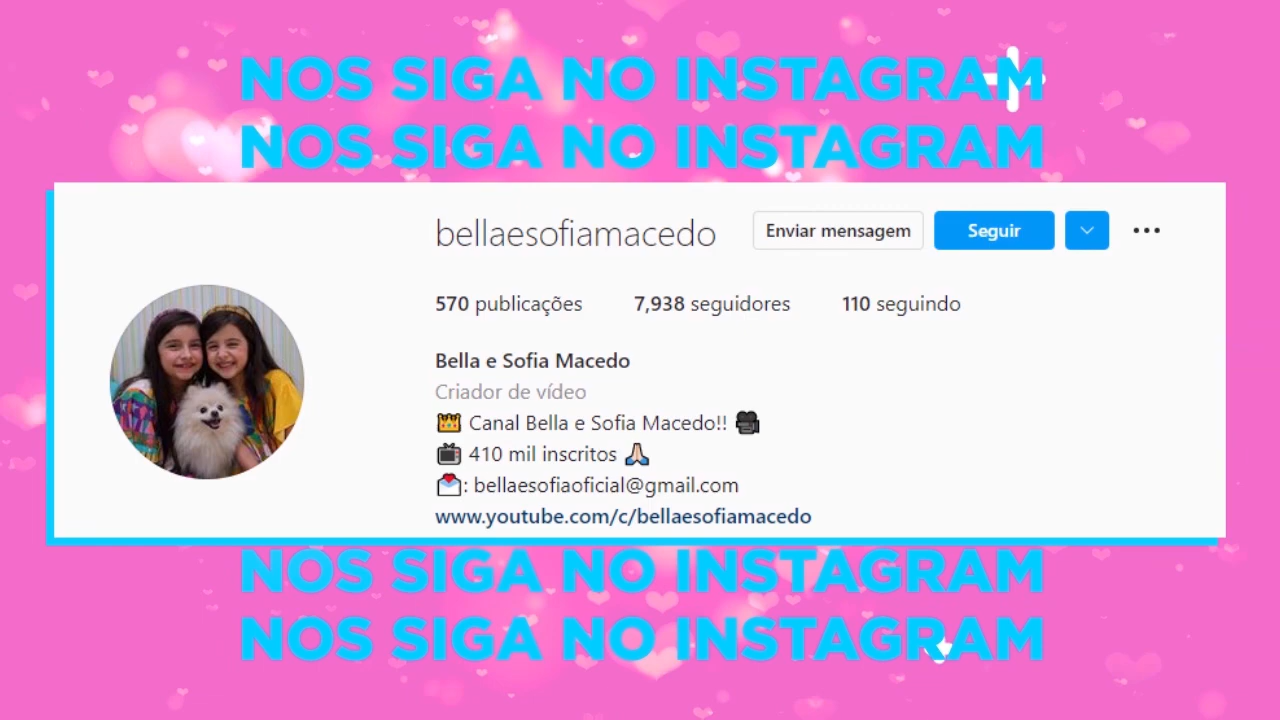 NOS SIGA NO INSTAGRAM
NOS SIGA NO INSTAGRAM
bellaesofiamacedo Enviar mensagem Seguir
570 publicações 7,938 seguidores 110 seguindo
Bella e Sofia Macedo
Criador de vídeo
👑 Canal Bella e Sofia Macedo!! 🎥
📺 410 mil inscritos 🙏🏻
💌: bellaesofiaoficial@gmail.com
www.youtube.com/c/bellaesofiamacedo
NOS SIGA NO INSTAGRAM
NOS SIGA NO INSTAGRAM